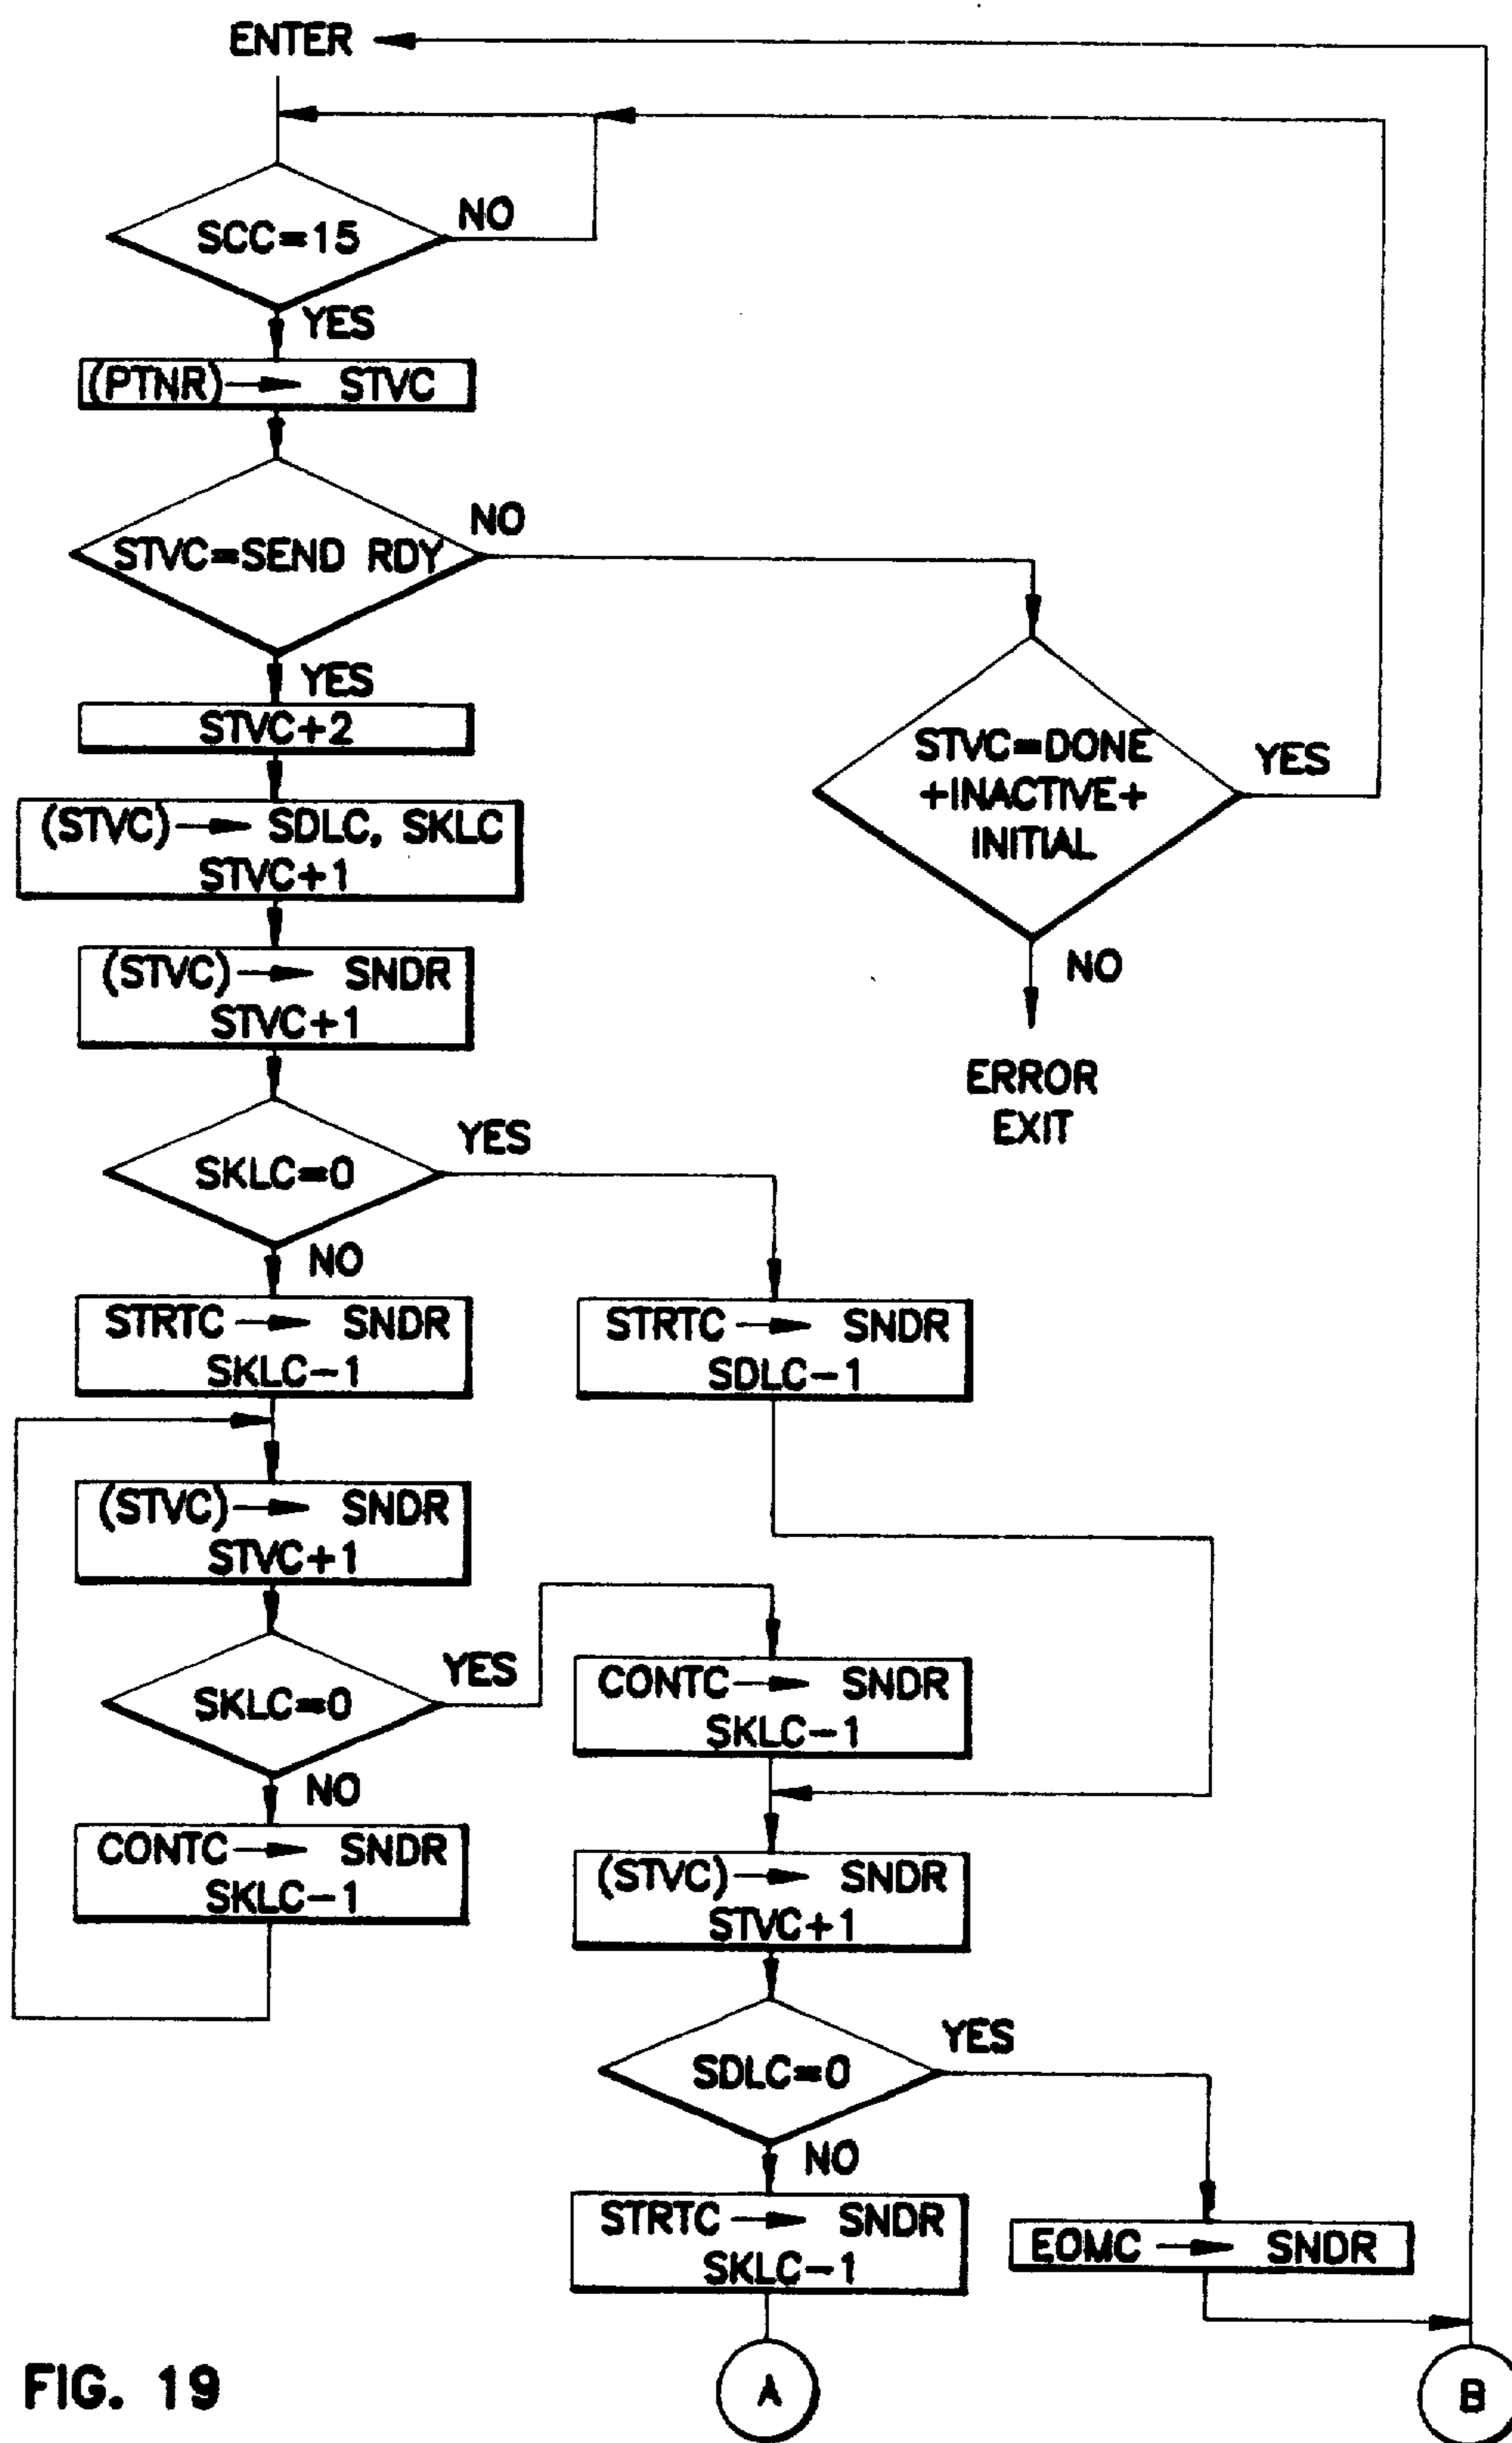 ENTER
SCC=15
NO
YES
(PTNR)→ STVC
STVC=SEND RDY
NO
YES
STVC+2
STVC=DONE
+INACTIVE+
INITIAL
YES
NO
ERROR
EXIT
(STVC)→ SDLC, SKLC
STVC+1
(STVC)→ SNDR
STVC+1
SKLC=0
YES
NO
STRTC→ SNDR
SKLC-1
STRTC→ SNDR
SDLC-1
(STVC)→ SNDR
STVC+1
SKLC=0
YES
NO
CONTC→ SNDR
SKLC-1
CONTC→ SNDR
SKLC-1
(STVC)→ SNDR
STVC+1
SDLC=0
YES
NO
STRTC→ SNDR
SKLC-1
EOMC→ SNDR
A
B
FIG. 19